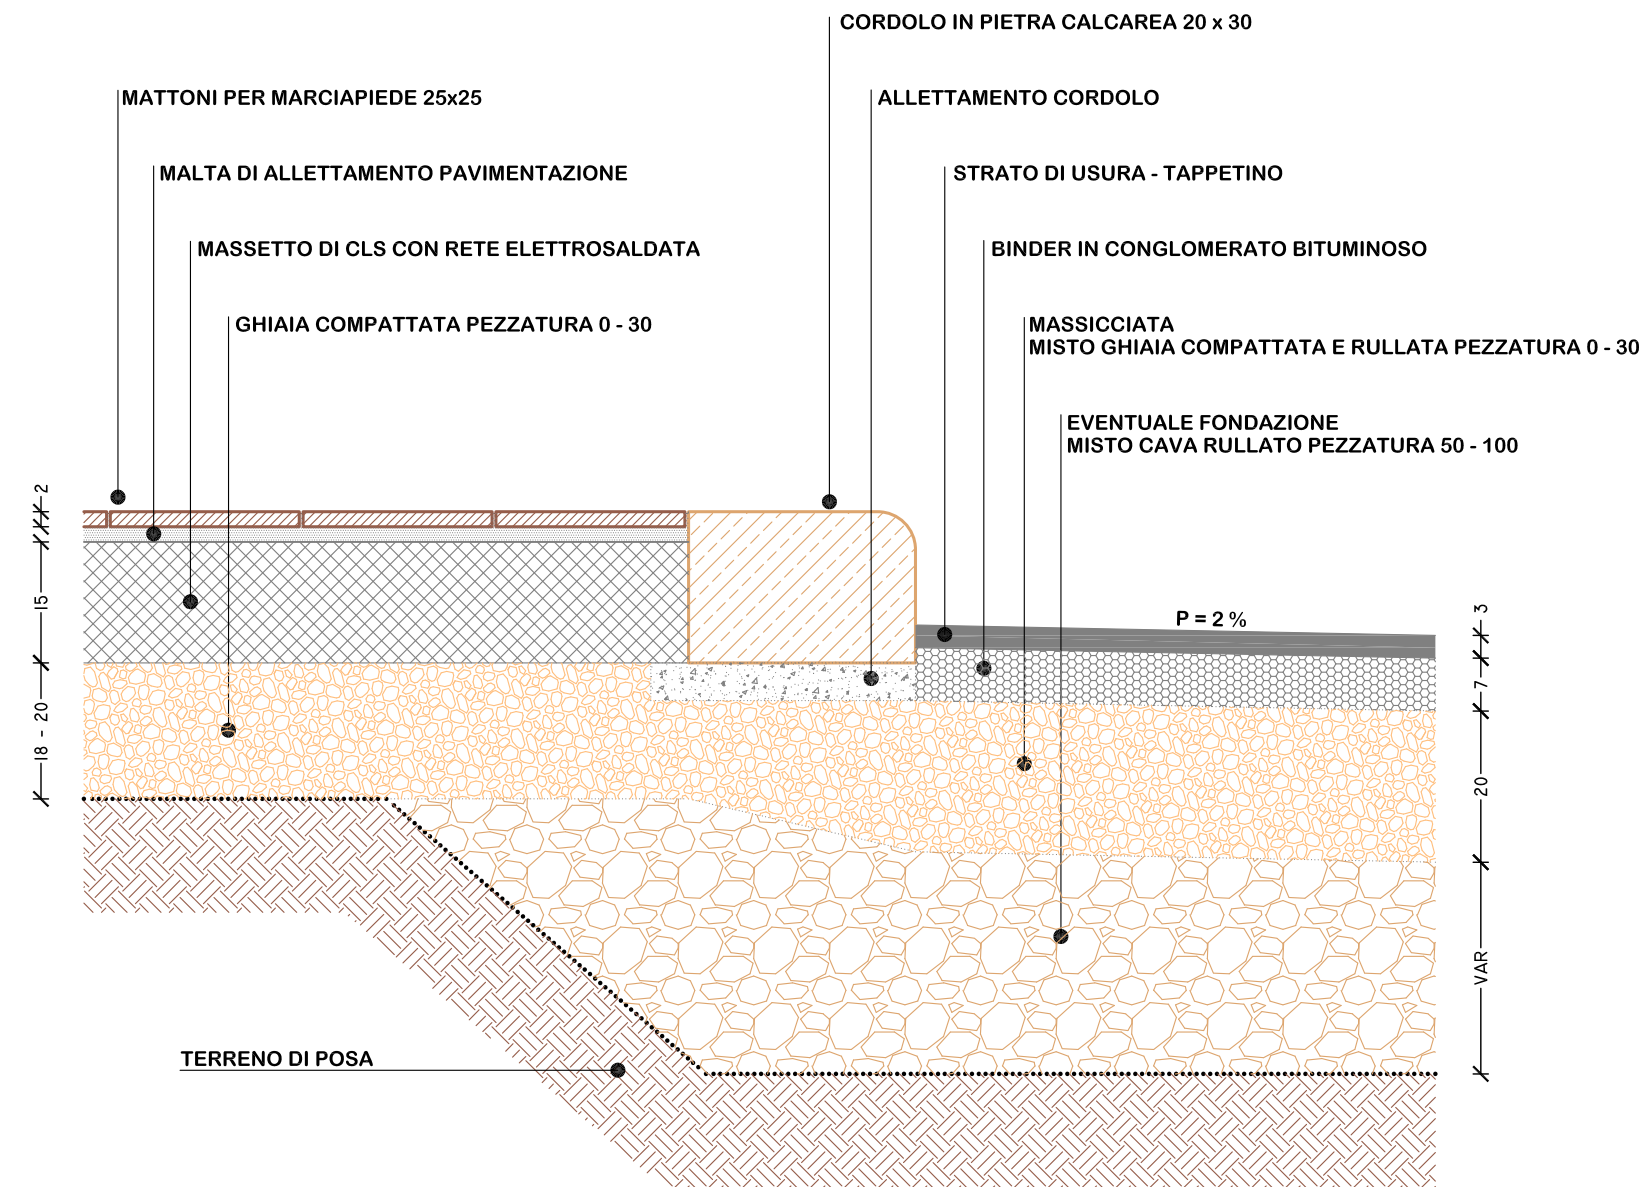 CORDOLO IN PIETRA CALCAREA 20 x 30
MATTONI PER MARCIAPIEDE 25x25
ALLETTAMENTO CORDOLO
MALTA DI ALLETTAMENTO PAVIMENTAZIONE
STRATO DI USURA - TAPPETINO
MASSETTO DI CLS CON RETE ELETTROSALDATA
BINDER IN CONGLOMERATO BITUMINOSO
GHIAIA COMPATTATA PEZZATURA 0 - 30
MASSICCIATA
MISTO GHIAIA COMPATTATA E RULLATA PEZZATURA 0 - 30
EVENTUALE FONDAZIONE
MISTO CAVA RULLATO PEZZATURA 50 - 100
2
15
18 - 20
P = 2 %
3
7
20
VAR
TERRENO DI POSA